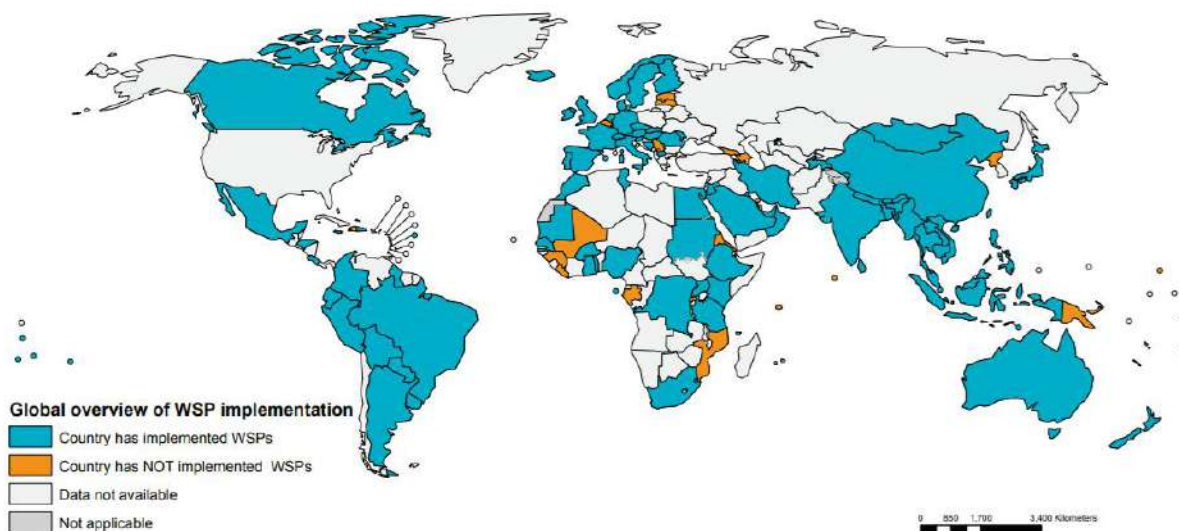 Global overview of WSP implementation
Country has implemented WSPs
Country has NOT implemented WSPs
Data not available
Not applicable
0 850 1,700 3,400 Kilometers